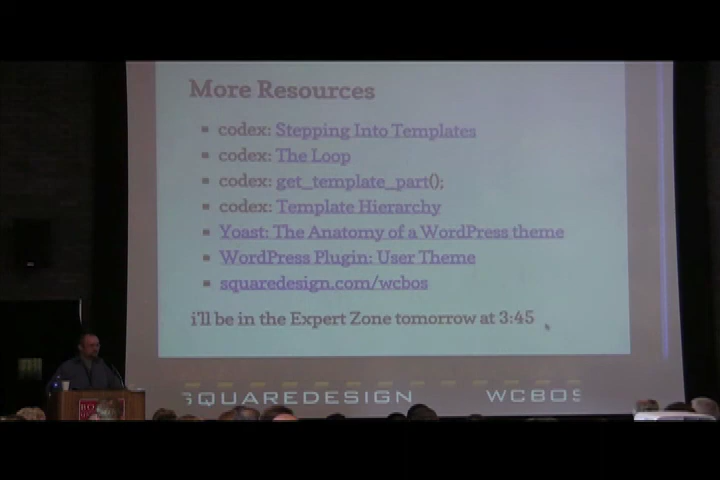 More Resources
codex: Stepping Into Templates
codex: The Loop
codex: get_template_part();
codex: Template Hierarchy
Yoast: The Anatomy of a WordPress theme
WordPress Plugin: User Theme
squaredesign.com/wcbos
i'll be in the Expert Zone tomorrow at 3:45
SQUAREDESIGN WCBOS